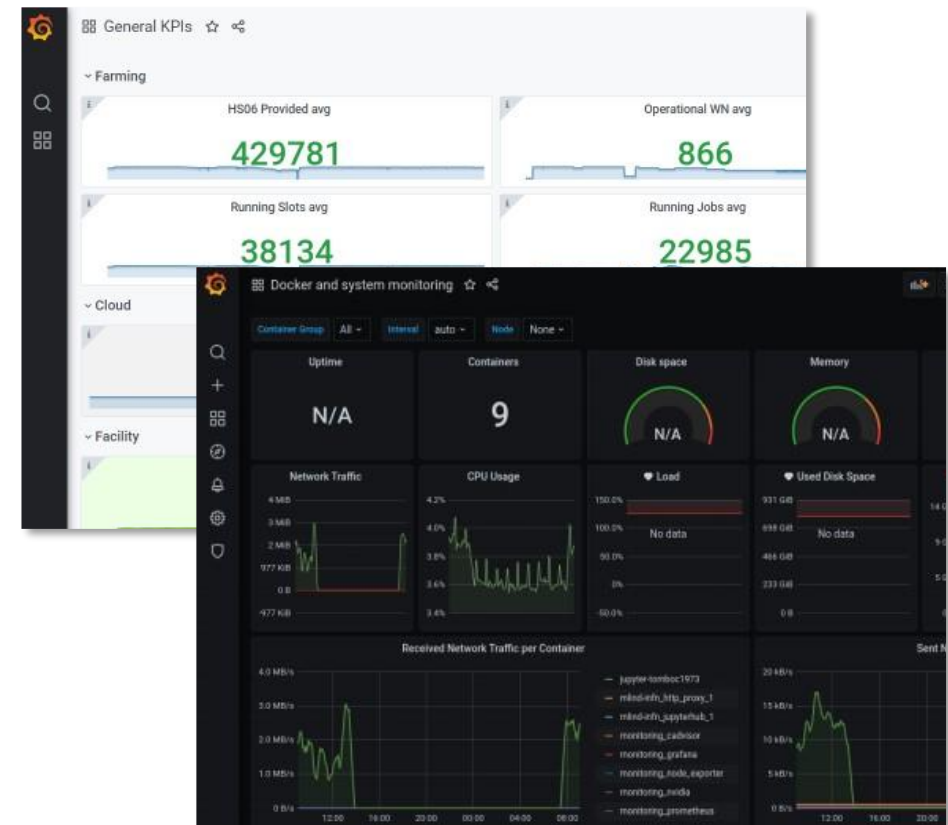 General KPIs
Farming
HS06 Provided avg
Operational WN avg
429781
866
Running Slots avg
Running Jobs avg
38134
22985
Cloud
Facility
Docker and system monitoring
Container Group All Interval auto Node None
Uptime
Containers
Disk space
Memory
N/A
9
N/A
N/A
Network Traffic
CPU Usage
Load
Used Disk Space
4 MiB
3 MiB
2 MiB
977 KiB
0 B
-977 KiB
4.2%
4.0%
3.8%
3.6%
3.4%
150.0%
100.0%
50.0%
0%
-50.0%
No data
931 GiB
698 GiB
466 GiB
233 GiB
0 B
No data
Received Network Traffic per Container
4.0 MB/s
3.0 MB/s
2.0 MB/s
1.0 MB/s
0 B/s
12:00 16:00 20:00 00:00 04:00 08:00
jupyter-tomboc1973
monitoring_cadvisor
monitoring_grafana
monitoring_node_exporter
monitoring_nvidia
monitoring_prometheus
20 kB/s
15 kB/s
10 kB/s
5 kB/s
0 B/s
12:00 16:00 20:00